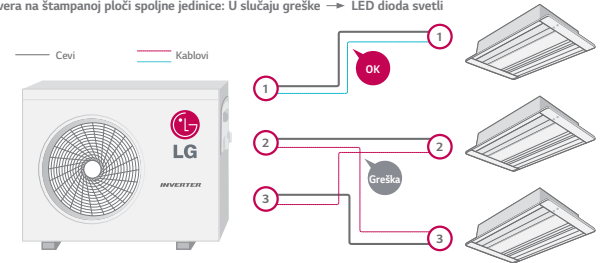 vera na štampanoj ploči spoljne jedinice: U slučaju greške → LED dioda svetli
Cevi
Kablovi
1
OK
1
LG
INVERTER
2
2
Greška
3
3